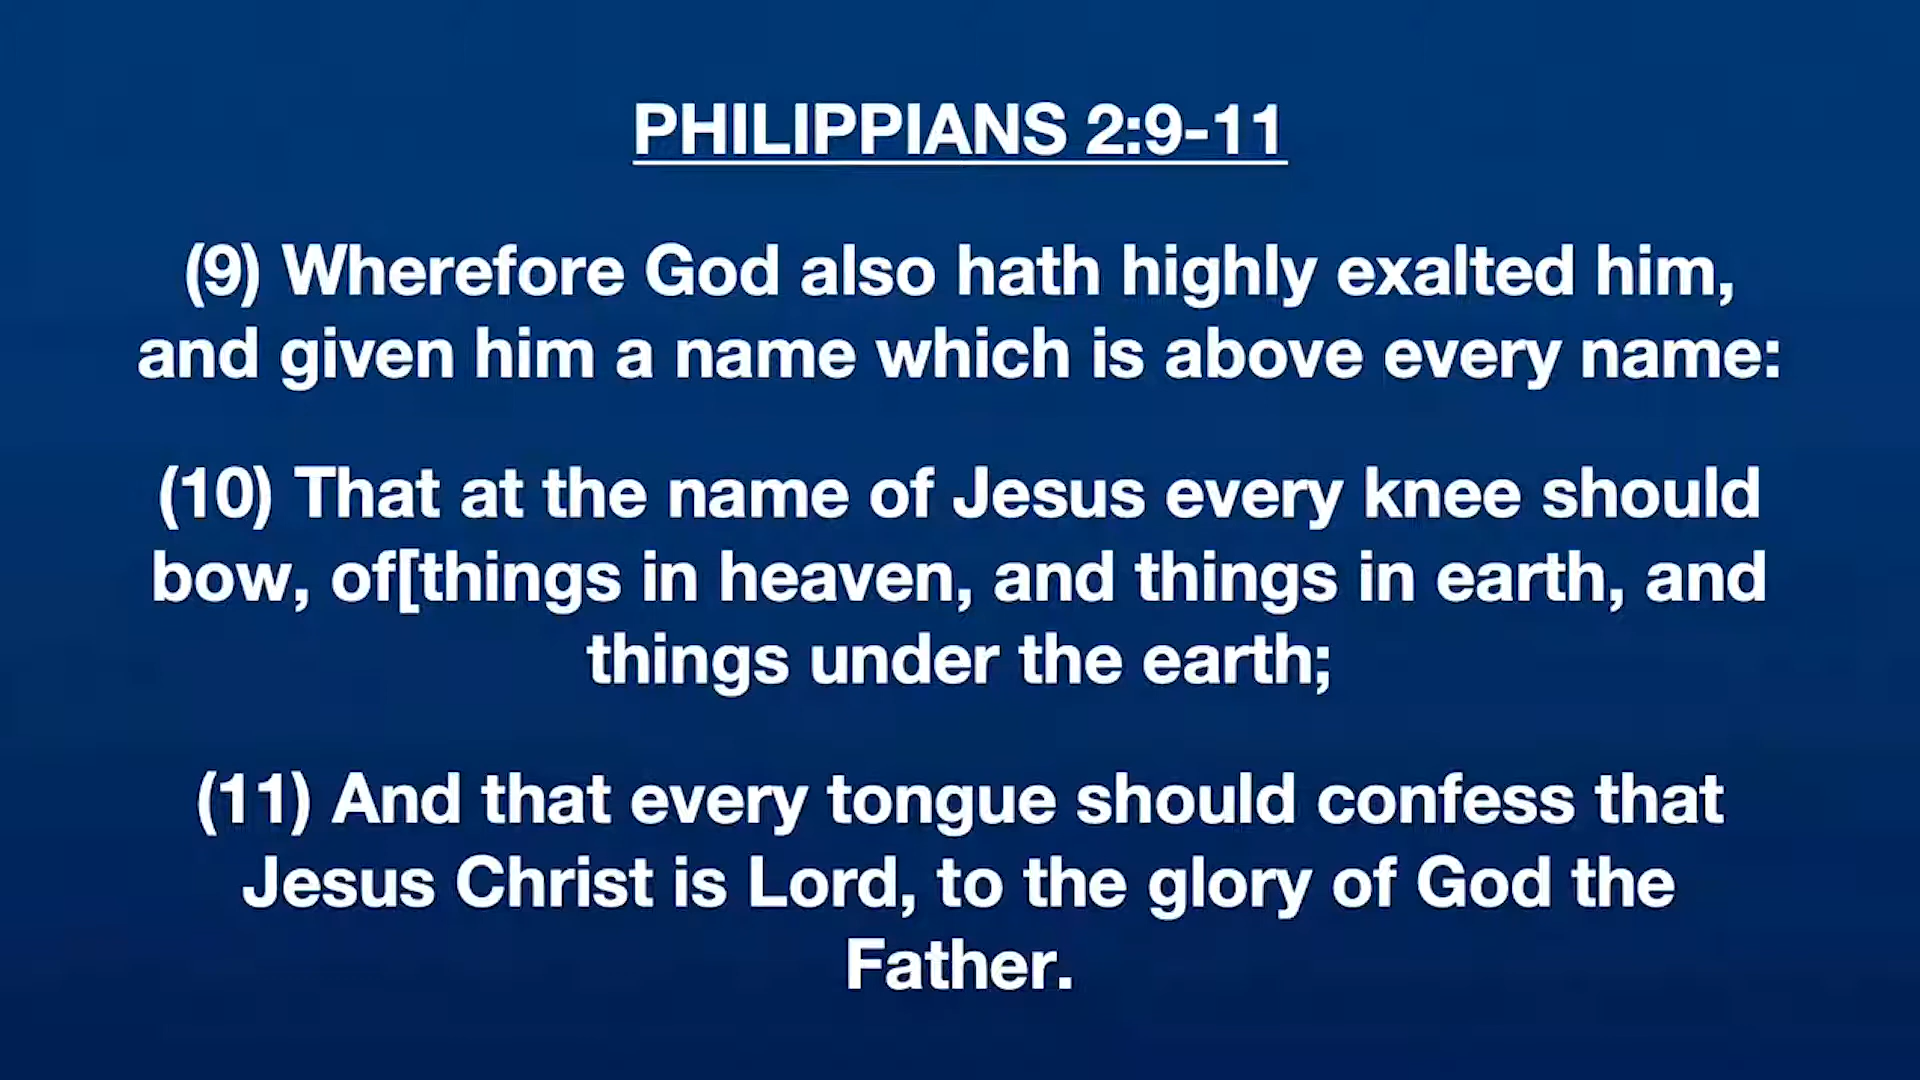 PHILIPPIANS 2:9-11
(9) Wherefore God also hath highly exalted him,
and given him a name which is above every name:
(10) That at the name of Jesus every knee should
bow, of[things in heaven, and things in earth, and
things under the earth;
(11) And that every tongue should confess that
Jesus Christ is Lord, to the glory of God the
Father.